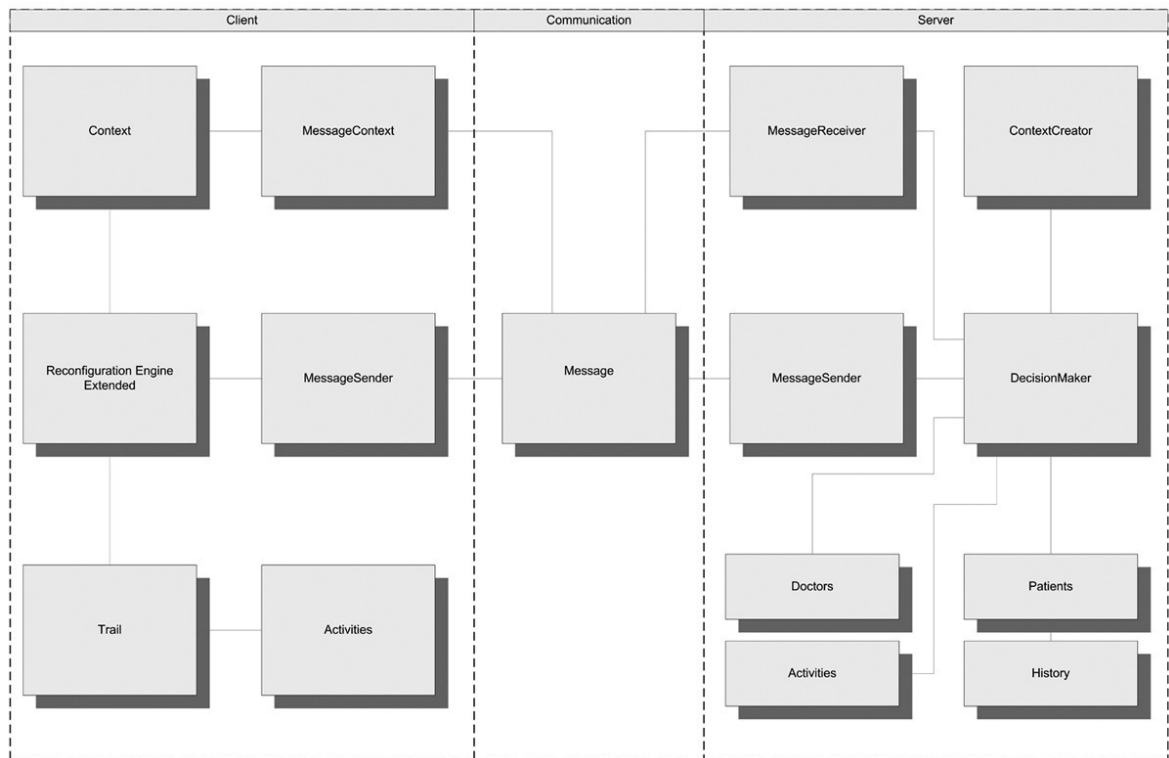 Client
Communication
Server
Context
MessageContext
MessageReceiver
ContextCreator
Reconfiguration Engine
Extended
MessageSender
Message
MessageSender
DecisionMaker
Trail
Activities
Doctors
Patients
Activities
History